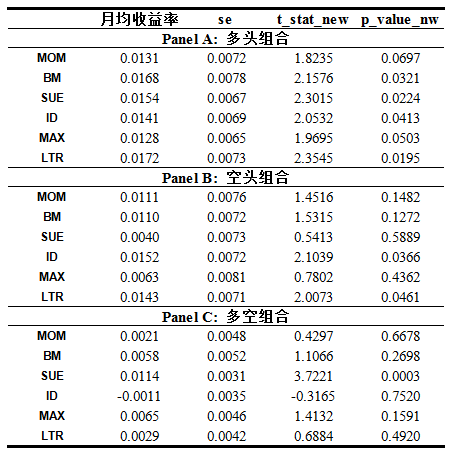 月均收益率 se t_stat_new p_value_nw
Panel A: 多头组合
MOM 0.0131 0.0072 1.8235 0.0697
BM 0.0168 0.0078 2.1576 0.0321
SUE 0.0154 0.0067 2.3015 0.0224
ID 0.0141 0.0069 2.0532 0.0413
MAX 0.0128 0.0065 1.9695 0.0503
LTR 0.0172 0.0073 2.3545 0.0195
Panel B: 空头组合
MOM 0.0111 0.0076 1.4516 0.1482
BM 0.0110 0.0072 1.5315 0.1272
SUE 0.0040 0.0073 0.5413 0.5889
ID 0.0152 0.0072 2.1039 0.0366
MAX 0.0063 0.0081 0.7802 0.4362
LTR 0.0143 0.0071 2.0073 0.0461
Panel C: 多空组合
MOM 0.0021 0.0048 0.4297 0.6678
BM 0.0058 0.0052 1.1066 0.2698
SUE 0.0114 0.0031 3.7221 0.0003
ID -0.0011 0.0035 -0.3165 0.7520
MAX 0.0065 0.0046 1.4132 0.1591
LTR 0.0029 0.0042 0.6884 0.4920